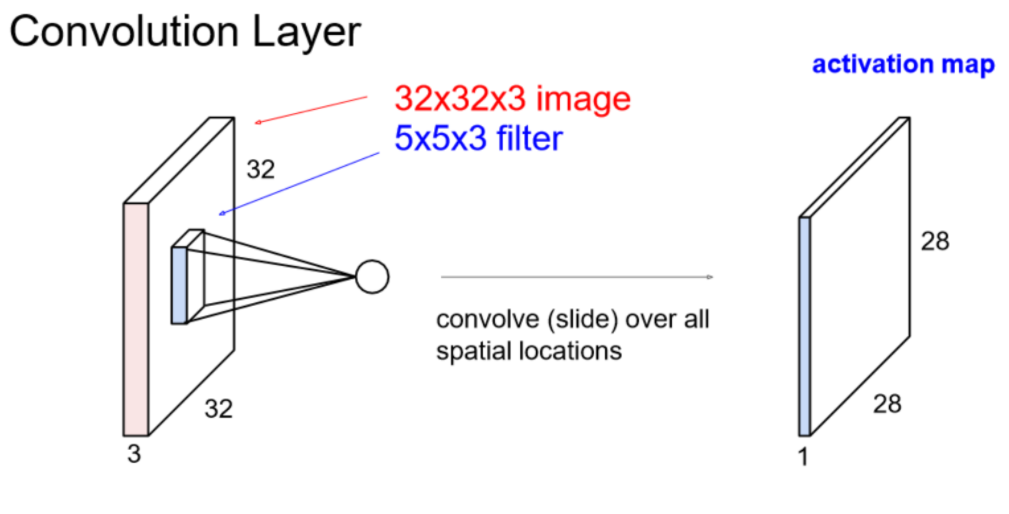 Convolution Layer
activation map
32x32x3 image
5x5x3 filter
32
28
convolve (slide) over all
spatial locations
32
28
3
1